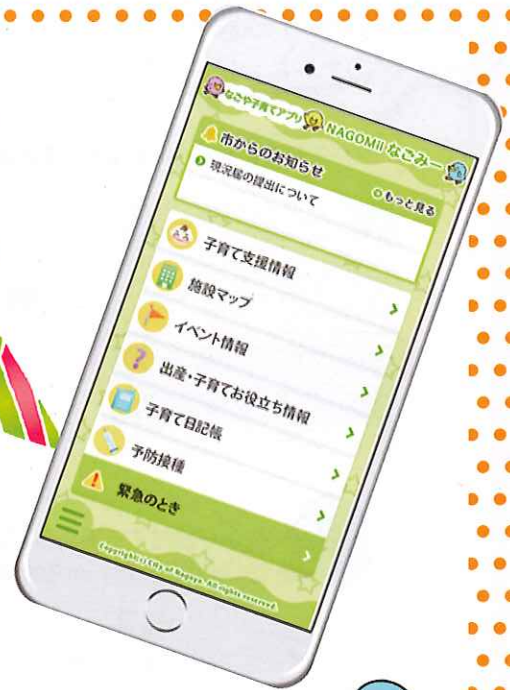 なごや子育てアプリ NAGOMii なごみー
市からのお知らせ
もっと見る
現況届の提出について
子育て支援情報
施設マップ
イベント情報
出産・子育てお役立ち情報
子育て日記帳
予防接種
緊急のとき
Copyright(c) City of Nagoya. All rights reserved.